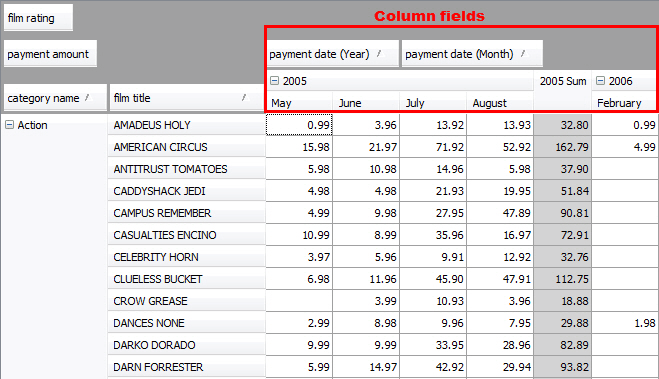 Column fields
film rating
payment amount
payment date (Year) payment date (Month)
2005 2005 Sum 2006
category name film title May June July August February
Action AMADEUS HOLY 0.99 3.96 13.92 13.93 32.80 0.99
AMERICAN CIRCUS 15.98 21.97 71.92 52.92 162.79 4.99
ANTITRUST TOMATOES 5.98 10.98 14.96 5.98 37.90
CADDYSHACK JEDI 4.98 4.98 21.93 19.95 51.84
CAMPUS REMEMBER 4.99 9.98 27.95 47.89 90.81
CASUALTIES ENCINO 10.99 8.99 35.96 16.97 72.91
CELEBRITY HORN 3.97 5.96 9.91 12.92 32.76
CLUELESS BUCKET 6.98 11.96 45.90 47.91 112.75
CROW GREASE 3.99 10.93 3.96 18.88
DANCES NONE 2.99 8.98 9.96 7.95 29.88 1.98
DARKO DORADO 9.99 9.99 33.95 28.96 82.89
DARN FORRESTER 5.99 14.97 42.92 29.94 93.82